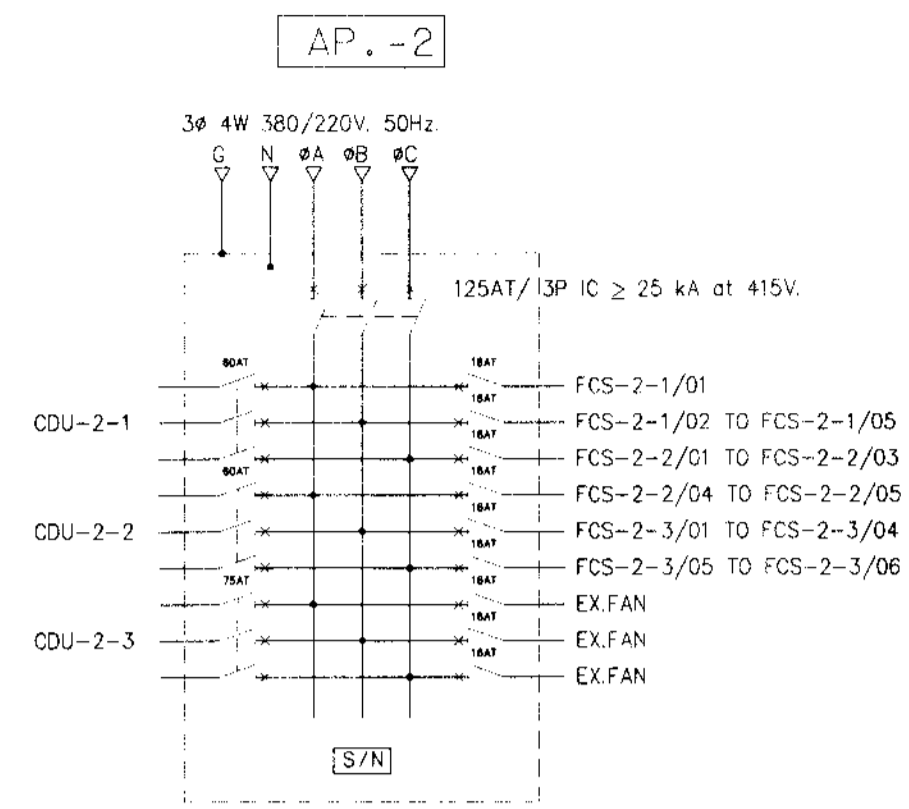 AP.-2
3ø 4W 380/220V. 50Hz.
G N øA øB øC
125AT/ 3P IC ≥ 25 kA at 415V.
60AT 16AT
FCS-2-1/01
16AT
CDU-2-1 FCS-2-1/02 TO FCS-2-1/05
16AT
FCS-2-2/01 TO FCS-2-2/03
60AT 16AT
FCS-2-2/04 TO FCS-2-2/05
16AT
CDU-2-2 FCS-2-3/01 TO FCS-2-3/04
16AT
FCS-2-3/05 TO FCS-2-3/06
75AT 16AT
EX.FAN
16AT
CDU-2-3 EX.FAN
16AT
EX.FAN
S/N